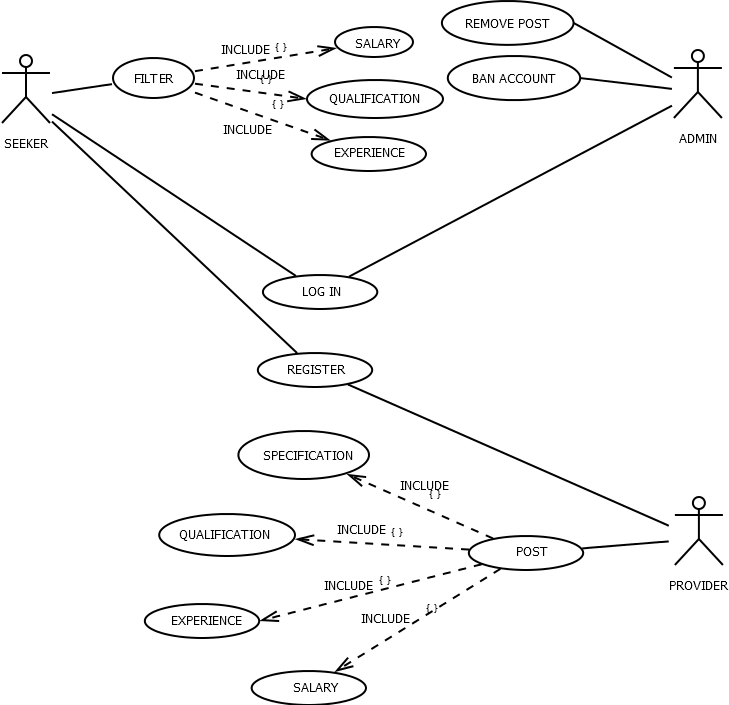 REMOVE POST
SALARY
INCLUDE { }
FILTER
INCLUDE
{ }
BAN ACCOUNT
QUALIFICATION
{ }
INCLUDE
SEEKER
ADMIN
EXPERIENCE
LOG IN
REGISTER
SPECIFICATION
INCLUDE
{ }
QUALIFICATION
INCLUDE { }
POST
INCLUDE { }
PROVIDER
EXPERIENCE
INCLUDE { }
SALARY